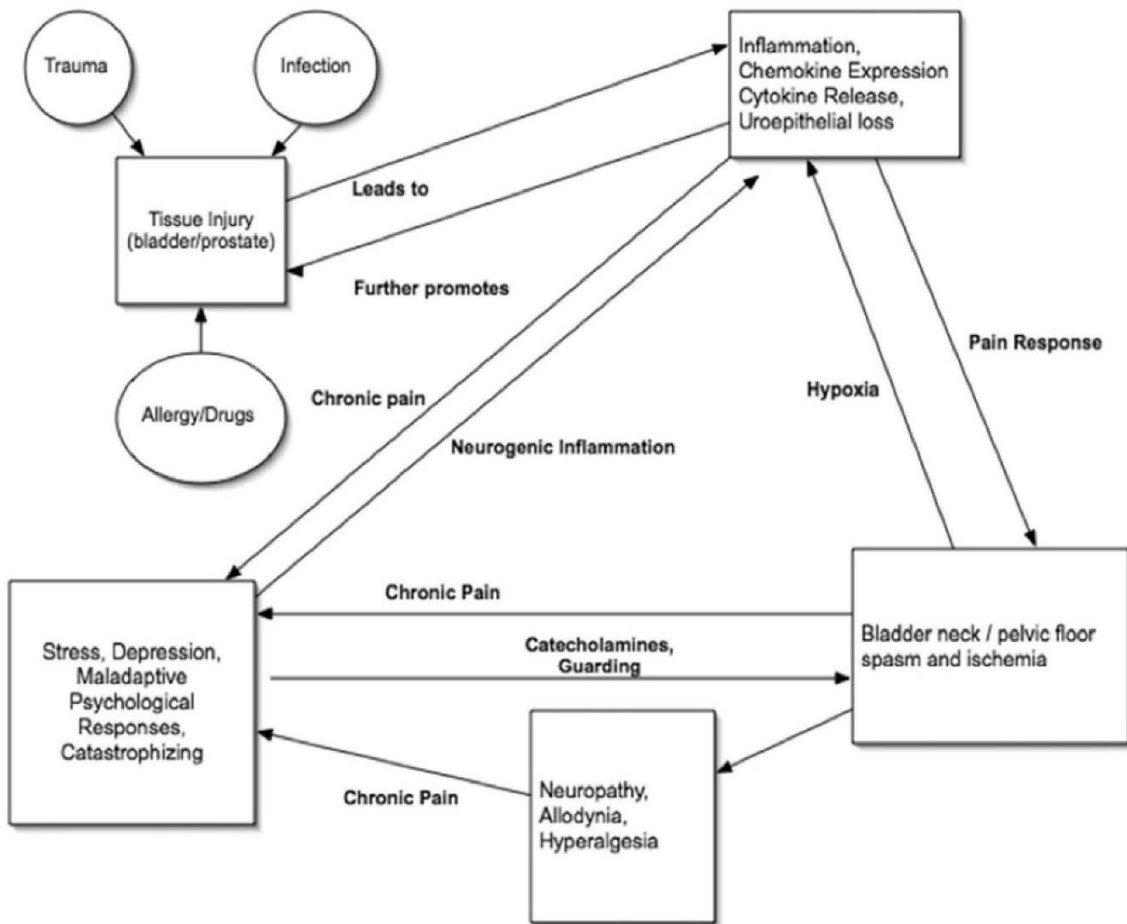 Trauma
Infection
Inflammation,
Chemokine Expression
Cytokine Release,
Uroepithelial loss
Leads to
Tissue Injury
(bladder/prostate)
Further promotes
Pain Response
Hypoxia
Chronic pain
Allergy/Drugs
Neurogenic Inflammation
Chronic Pain
Catecholamines,
Guarding
Bladder neck / pelvic floor
spasm and ischemia
Stress, Depression,
Maladaptive
Psychological
Responses,
Catastrophizing
Chronic Pain
Neuropathy,
Allodynia,
Hyperalgesia